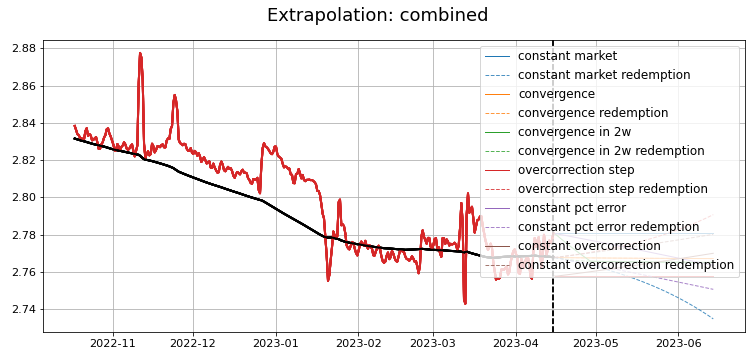 Extrapolation: combined
2.88
2.86
2.84
2.82
2.80
2.78
2.76
2.74
constant market
constant market redemption
convergence
convergence redemption
convergence in 2w
convergence in 2w redemption
overcorrection step
overcorrection step redemption
constant pct error
constant pct error redemption
constant overcorrection
constant overcorrection redemption
2022-11
2022-12
2023-01
2023-02
2023-03
2023-04
2023-05
2023-06